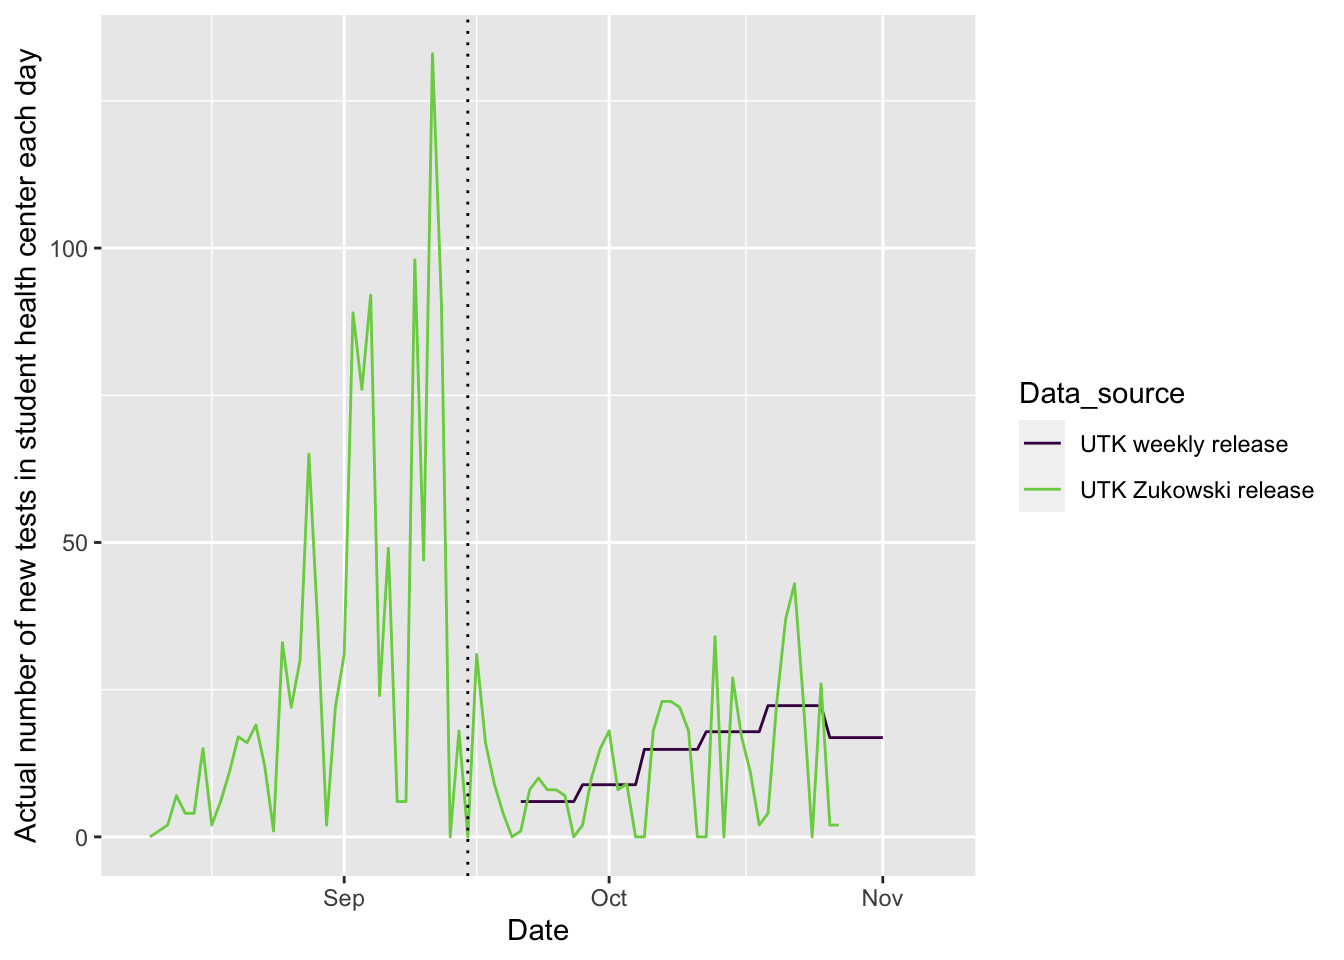 Actual number of new tests in student health center each day
100
50
0
Sep
Oct
Nov
Date
Data_source
UTK weekly release
UTK Zukowski release